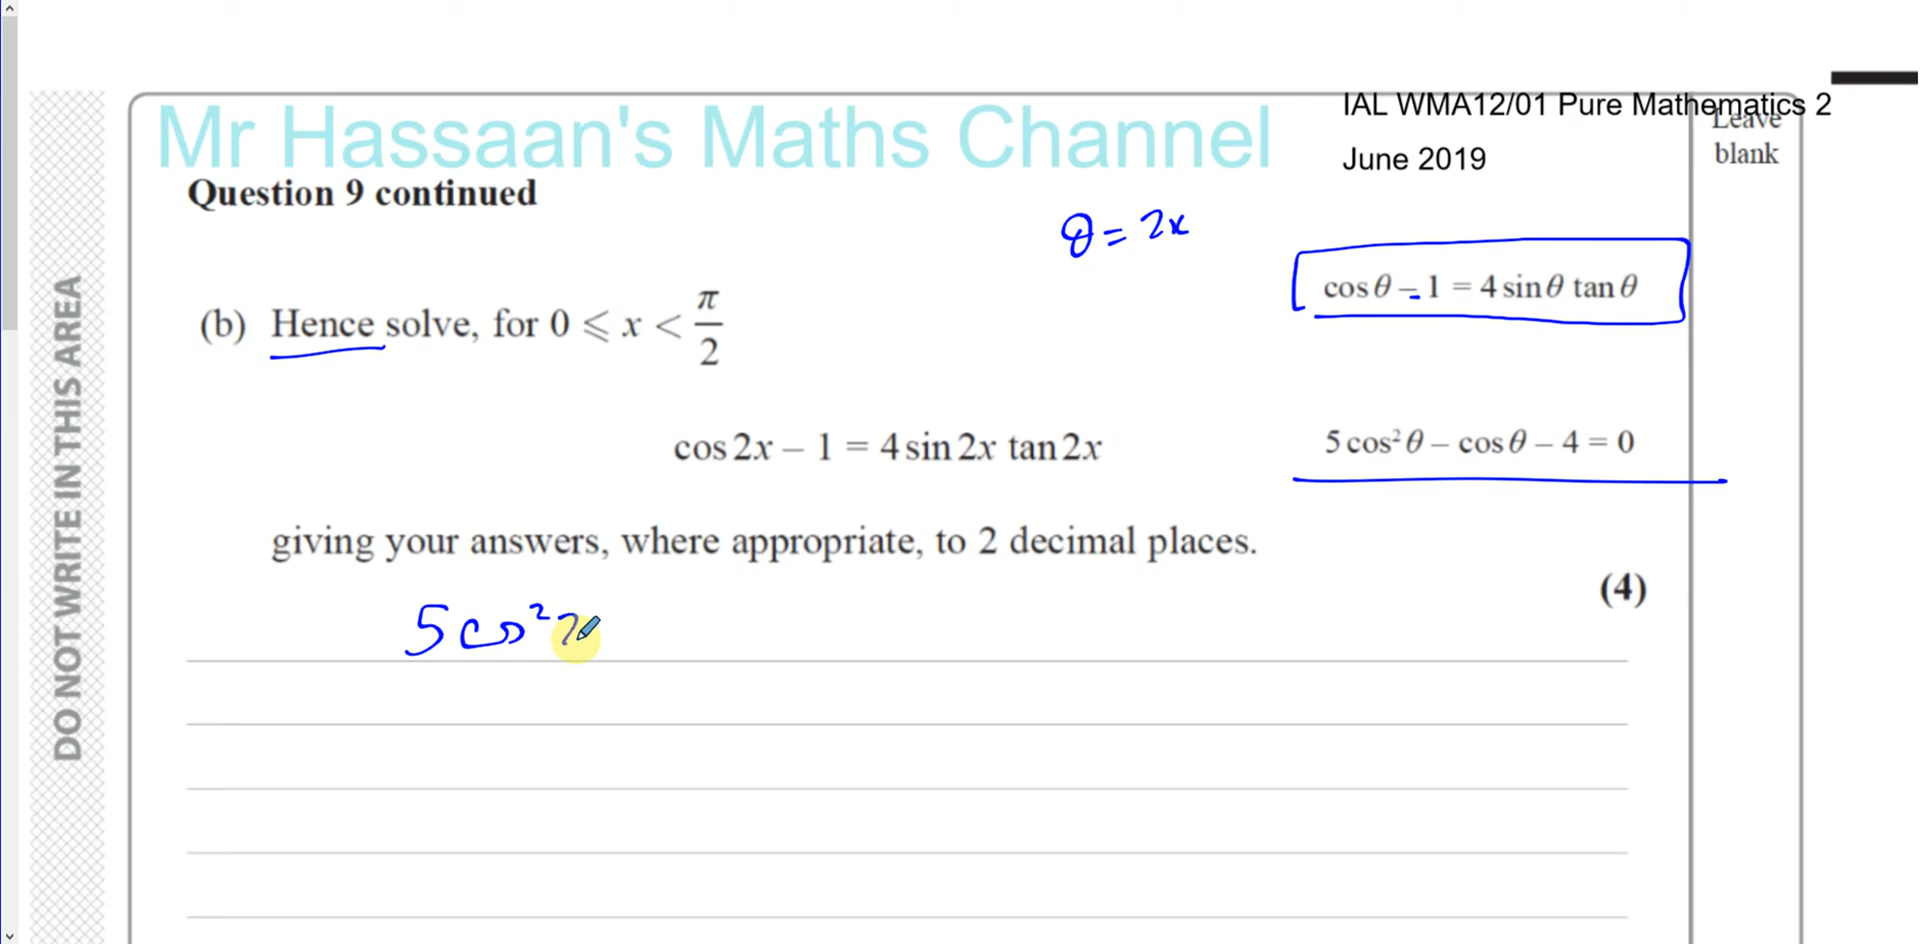 Mr Hassaan's Maths Channel
IAL WMA12/01 Pure Mathematics 2
June 2019
Leave
blank
Question 9 continued
θ = 2x
cos θ – 1 = 4 sin θ tan θ
(b) Hence solve, for 0 ⩽ x < π/2
cos 2x – 1 = 4 sin 2x tan 2x
5 cos² θ – cos θ – 4 = 0
giving your answers, where appropriate, to 2 decimal places.
(4)
5 cos² 2
DO NOT WRITE IN THIS AREA